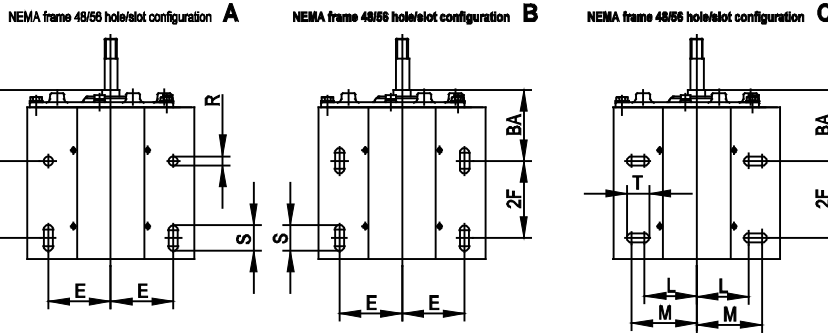 NEMA frame 48/56 hole/slot configuration A
NEMA frame 48/56 hole/slot configuration B
NEMA frame 48/56 hole/slot configuration C
R
S
E E
BA
2F
S
E E
BA
2F
T
L L
M M